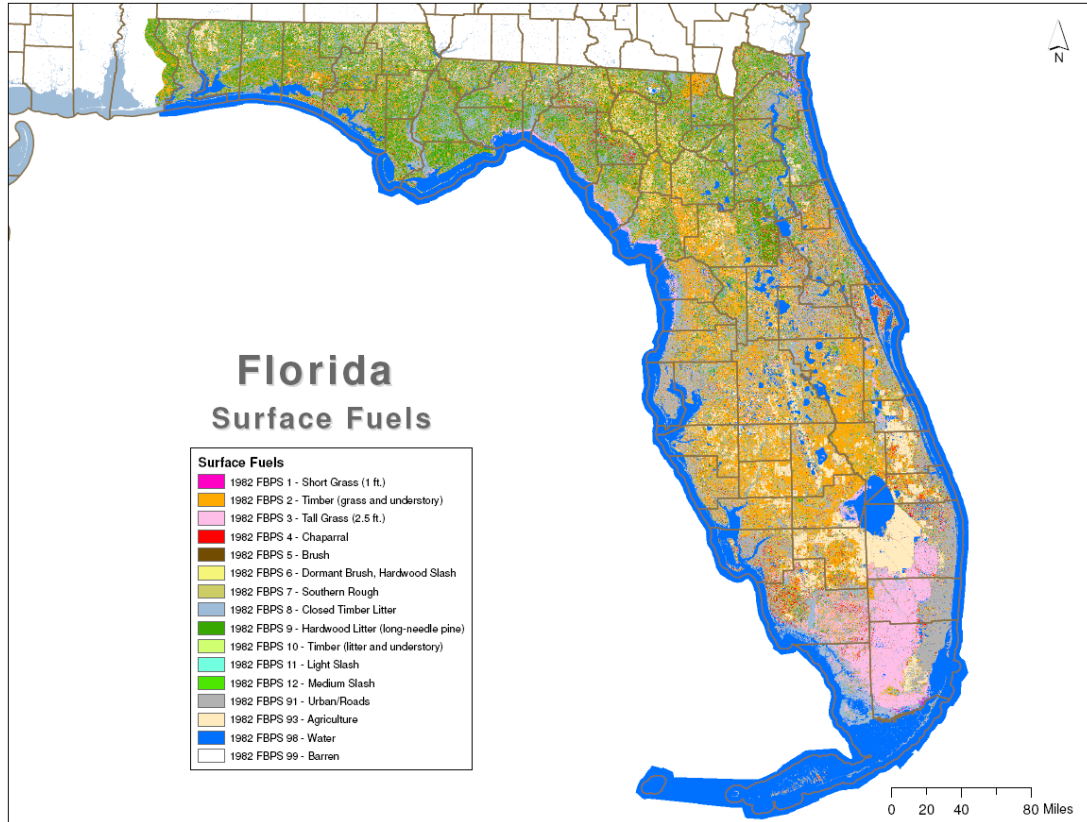 N
Florida
Surface Fuels
Surface Fuels
1982 FBPS 1 - Short Grass (1 ft.)
1982 FBPS 2 - Timber (grass and understory)
1982 FBPS 3 - Tall Grass (2.5 ft.)
1982 FBPS 4 - Chaparral
1982 FBPS 5 - Brush
1982 FBPS 6 - Dormant Brush, Hardwood Slash
1982 FBPS 7 - Southern Rough
1982 FBPS 8 - Closed Timber Litter
1982 FBPS 9 - Hardwood Litter (long-needle pine)
1982 FBPS 10 - Timber (litter and understory)
1982 FBPS 11 - Light Slash
1982 FBPS 12 - Medium Slash
1982 FBPS 91 - Urban/Roads
1982 FBPS 93 - Agriculture
1982 FBPS 98 - Water
1982 FBPS 99 - Barren
0 20 40 80 Miles